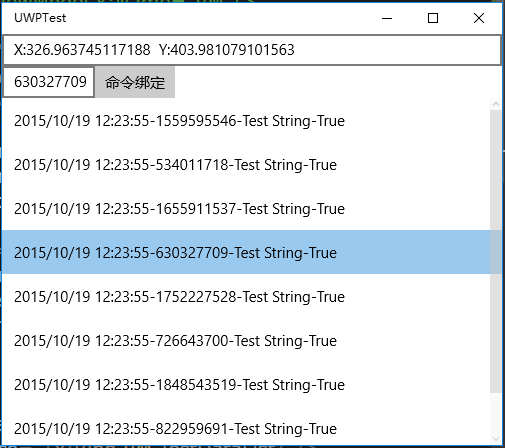 UWPTest
X:326.963745117188 Y:403.981079101563
630327709 命令绑定
2015/10/19 12:23:55-1559595546-Test String-True
2015/10/19 12:23:55-534011718-Test String-True
2015/10/19 12:23:55-1655911537-Test String-True
2015/10/19 12:23:55-630327709-Test String-True
2015/10/19 12:23:55-1752227528-Test String-True
2015/10/19 12:23:55-726643700-Test String-True
2015/10/19 12:23:55-1848543519-Test String-True
2015/10/19 12:23:55-822959691-Test String-True